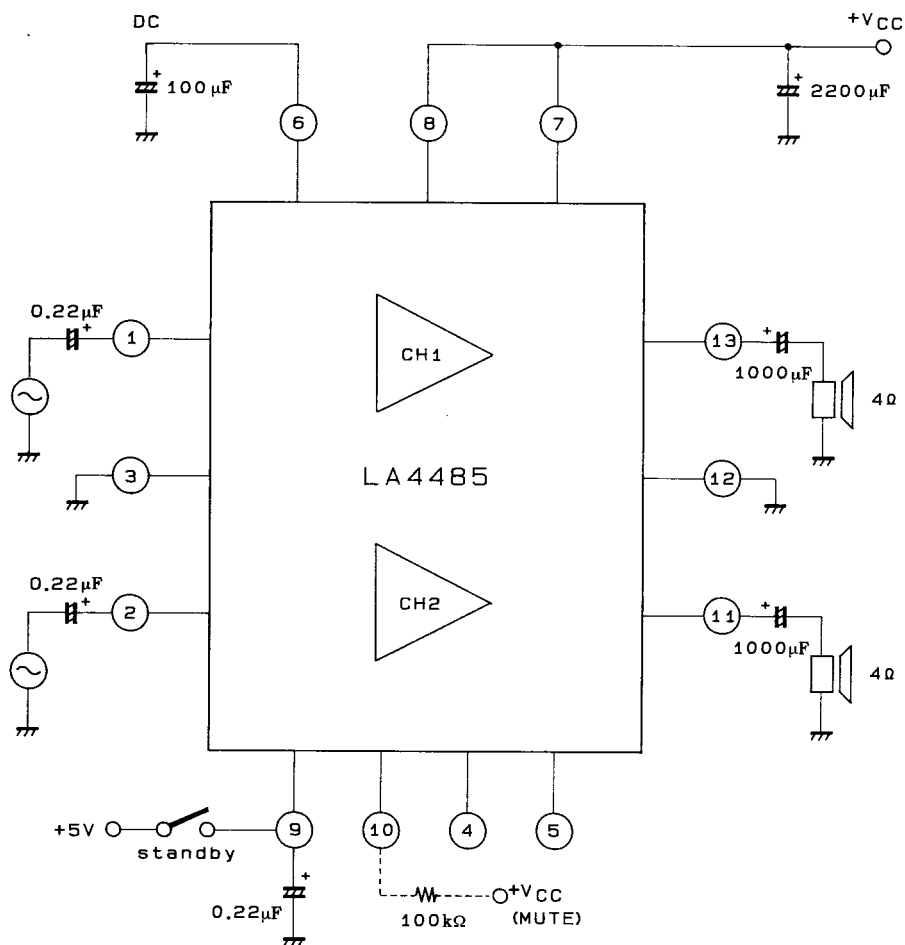 DC
+VCC
+
100μF
+
2200μF
6
8
7
0.22μF
+
1
CH1
13
+
1000μF
4Ω
3
LA4485
12
0.22μF
+
2
CH2
11
+
1000μF
4Ω
+5V
standby
9
10
4
5
+
0.22μF
100kΩ
+VCC
(MUTE)